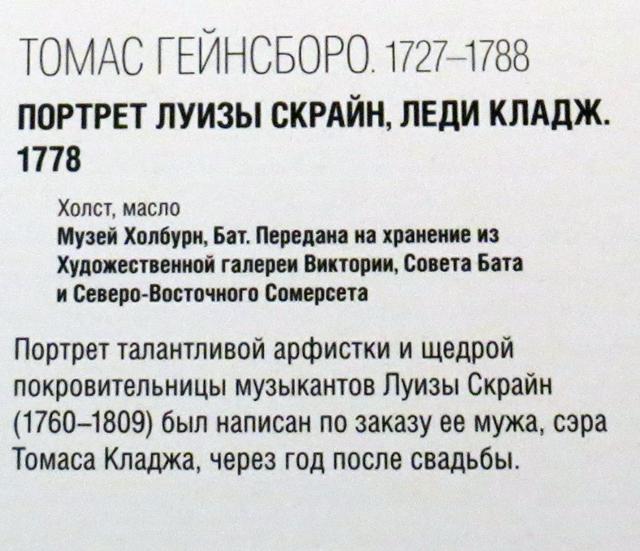 ТОМАС ГЕЙНСБОРО. 1727–1788
ПОРТРЕТ ЛУИЗЫ СКРАЙН, ЛЕДИ КЛАДЖ.
1778
Холст, масло
Музей Холбурн, Бат. Передана на хранение из
Художественной галереи Виктории, Совета Бата
и Северо-Восточного Сомерсета
Портрет талантливой арфистки и щедрой
покровительницы музыкантов Луизы Скрайн
(1760–1809) был написан по заказу ее мужа, сэра
Томаса Кладжа, через год после свадьбы.